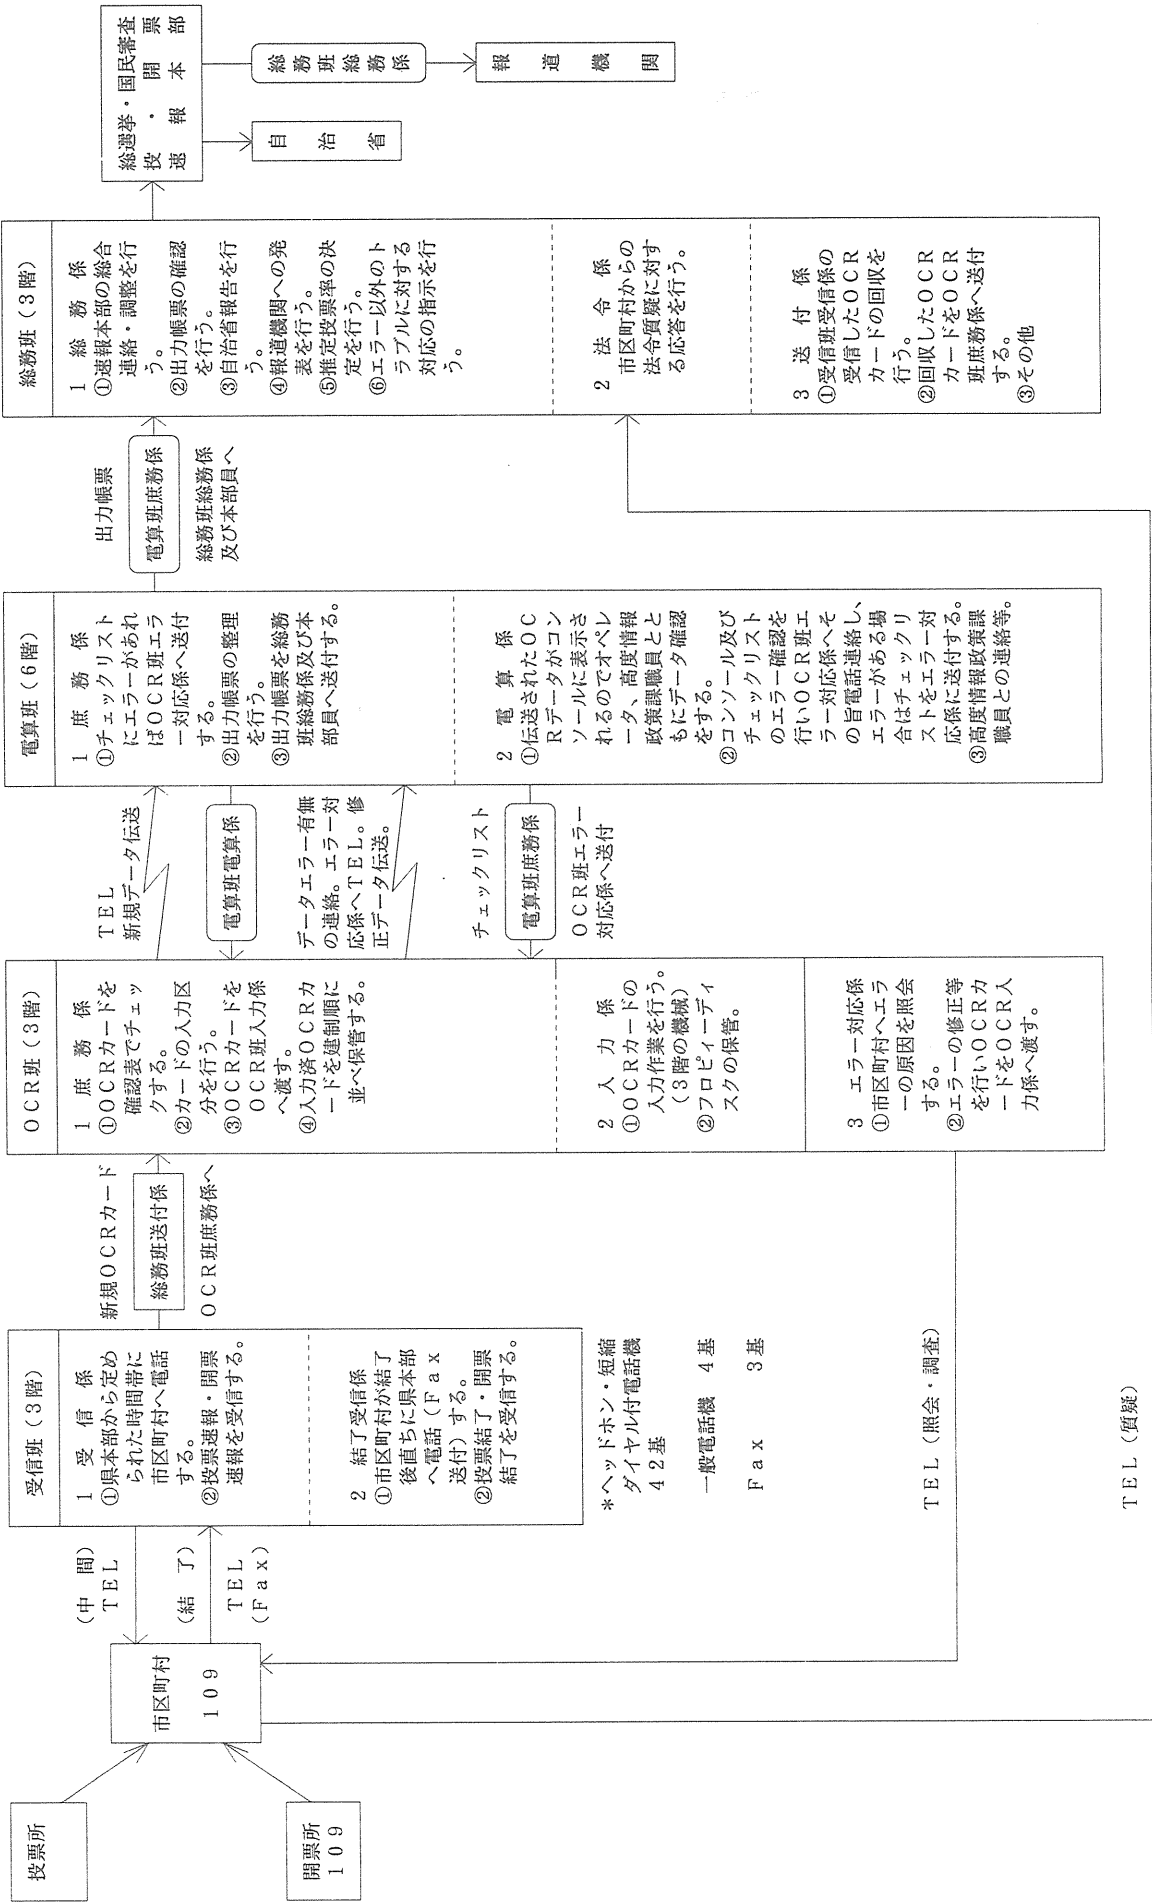 投票所
開票所
109
市区町村
109
(中 間)
TEL
(結 了)
TEL
(Fax)
受信班(3階)
1 受 信 係
①県本部から定め
られた時間帯に
市区町村へ電話
する。
②投票速報・開票
速報を受信する。
2 結了受信係
①市区町村が結了
後直ちに県本部
へ電話(Fax
送付)する。
②投票結了・開票
結了を受信する。
*ヘッドホン・短縮
ダイヤル付電話機
42基
一般電話機 4基
Fax 3基
新規OCRカード
総務班送付係
OCR班庶務係へ
OCR班(3階)
1 庶 務 係
①OCRカードを
確認表でチェッ
クする。
②カードの入力区
分を行う。
③OCRカードを
OCR班入力係
へ渡す。
④入力済OCRカ
ードを建制順に
並べ保管する。
2 入 力 係
①OCRカードの
入力作業を行う。
(3階の機械)
②フロピィーディ
スクの保管。
3 エラー対応係
①市区町村へエラ
ーの原因を照会
する。
②エラーの修正等
を行いOCRカ
ードをOCR入
力係へ渡す。
TEL(照会・調査)
TEL(質疑)
TEL
新規データ伝送
電算班電算係
データエラー有無
の連絡。エラー対
応係へTEL。修
正データ伝送。
チェックリスト
電算班庶務係
OCR班エラー
対応係へ送付
電算班(6階)
1 庶 務 係
①チェックリスト
にエラーがあれ
ばOCR班エラ
ー対応係へ送付
する。
②出力帳票の整理
を行う。
③出力帳票を総務
班総務係及び本
部員へ送付する。
2 電 算 係
①伝送されたOC
Rデータがコン
ソールに表示さ
れるのでオペレ
ータ、高度情報
政策課職員とと
もにデータ確認
をする。
②コンソール及び
チェックリスト
のエラー確認を
行いOCR班エ
ラー対応係へそ
の旨電話連絡し、
エラーがある場
合はチェックリ
ストをエラー対
応係に送付する。
③高度情報政策課
職員との連絡等。
出力帳票
電算班庶務係
総務班総務係
及び本部員へ
総務班(3階)
1 総 務 係
①速報本部の総合
連絡・調整を行
う。
②出力帳票の確認
を行う。
③自治省報告を行
う。
④報道機関への発
表を行う。
⑤推定投票率の決
定を行う。
⑥エラー以外のト
ラブルに対する
対応の指示を行
う。
2 法 令 係
市区町村からの
法令質疑に対す
る応答を行う。
3 送 付 係
①受信班受信係の
受信したOCR
カードの回収を
行う。
②回収したOCR
カードをOCR
班庶務係へ送付
する。
③その他
総選挙・国民審査
投 ・ 開 票
速 報 本 部
自 治 省
総 務 班
総 務 係
報 道 機 関